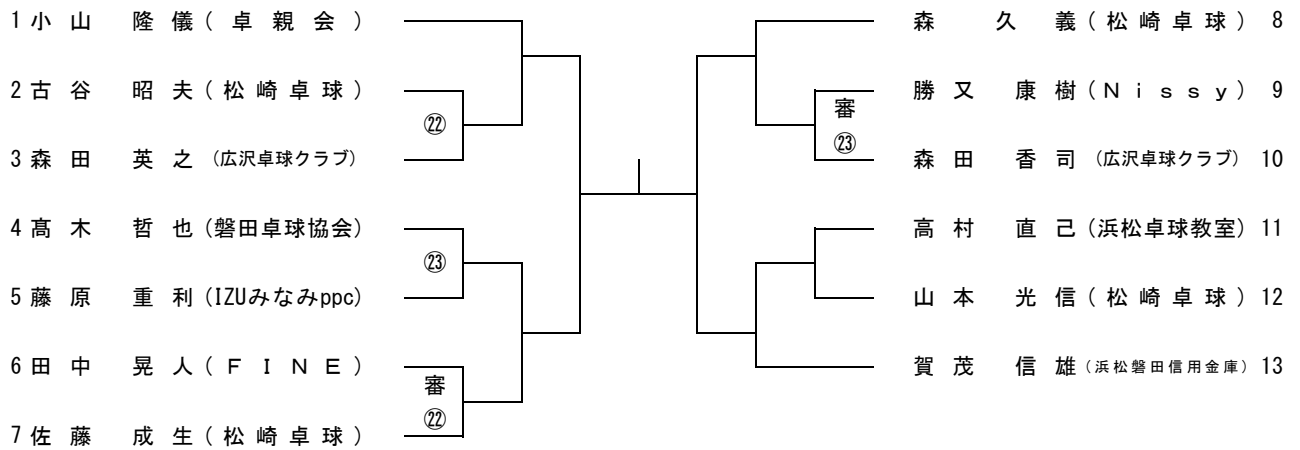 1 小山 隆儀(卓親会)
2 古谷 昭夫(松崎卓球)
㉒
3 森田 英之(広沢卓球クラブ)
4 髙木 哲也(磐田卓球協会)
㉓
5 藤原 重利(IZUみなみppc)
6 田中 晃人(FINE)
審
㉒
7 佐藤 成生(松崎卓球)
森 久義(松崎卓球) 8
勝又 康樹(Nissy) 9
審
㉓
森田 香司(広沢卓球クラブ) 10
高村 直己(浜松卓球教室) 11
山本 光信(松崎卓球) 12
賀茂 信雄(浜松磐田信用金庫) 13